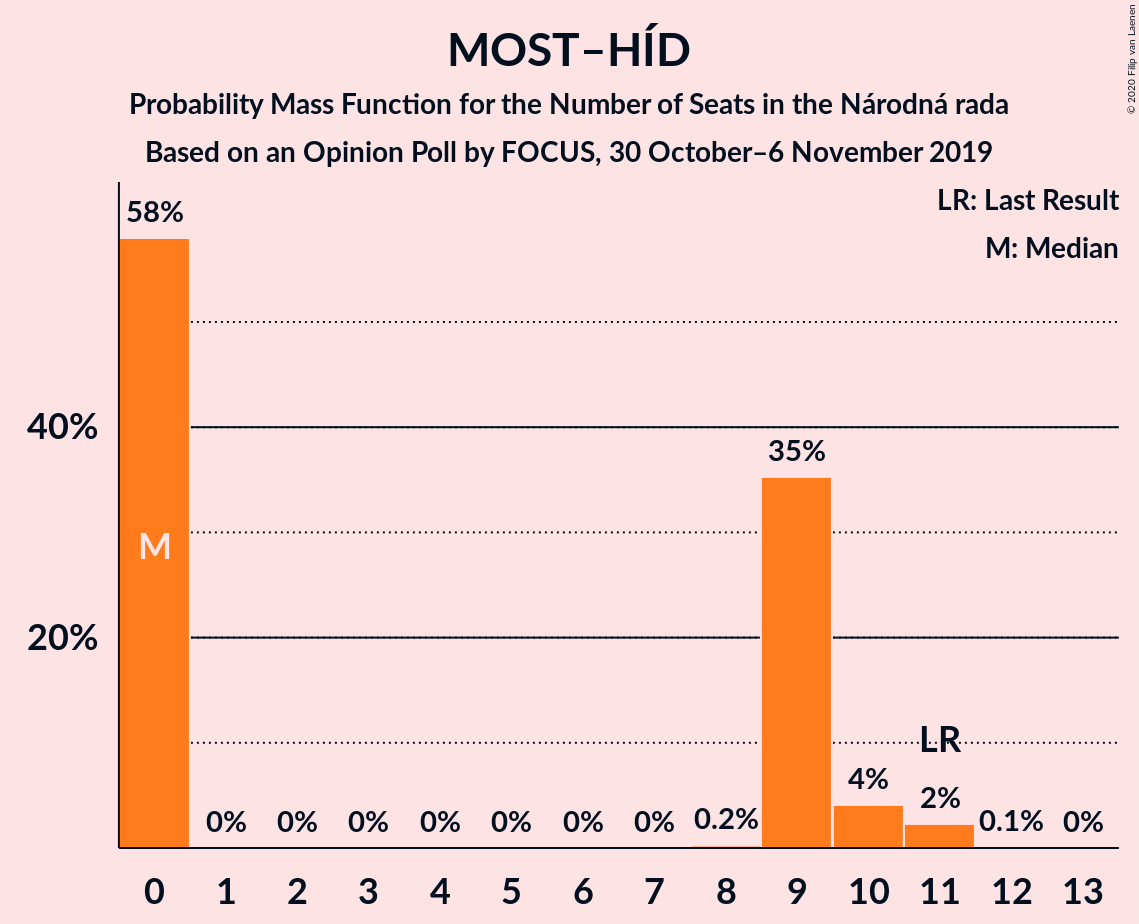 MOST–HÍD
Probability Mass Function for the Number of Seats in the Národná rada
Based on an Opinion Poll by FOCUS, 30 October–6 November 2019
© 2020 Filip van Laenen
LR: Last Result
M: Median
58%
40%
35%
M
20%
LR
4%
2%
0% 0% 0% 0% 0% 0% 0% 0.2% 0.1% 0%
0 1 2 3 4 5 6 7 8 9 10 11 12 13